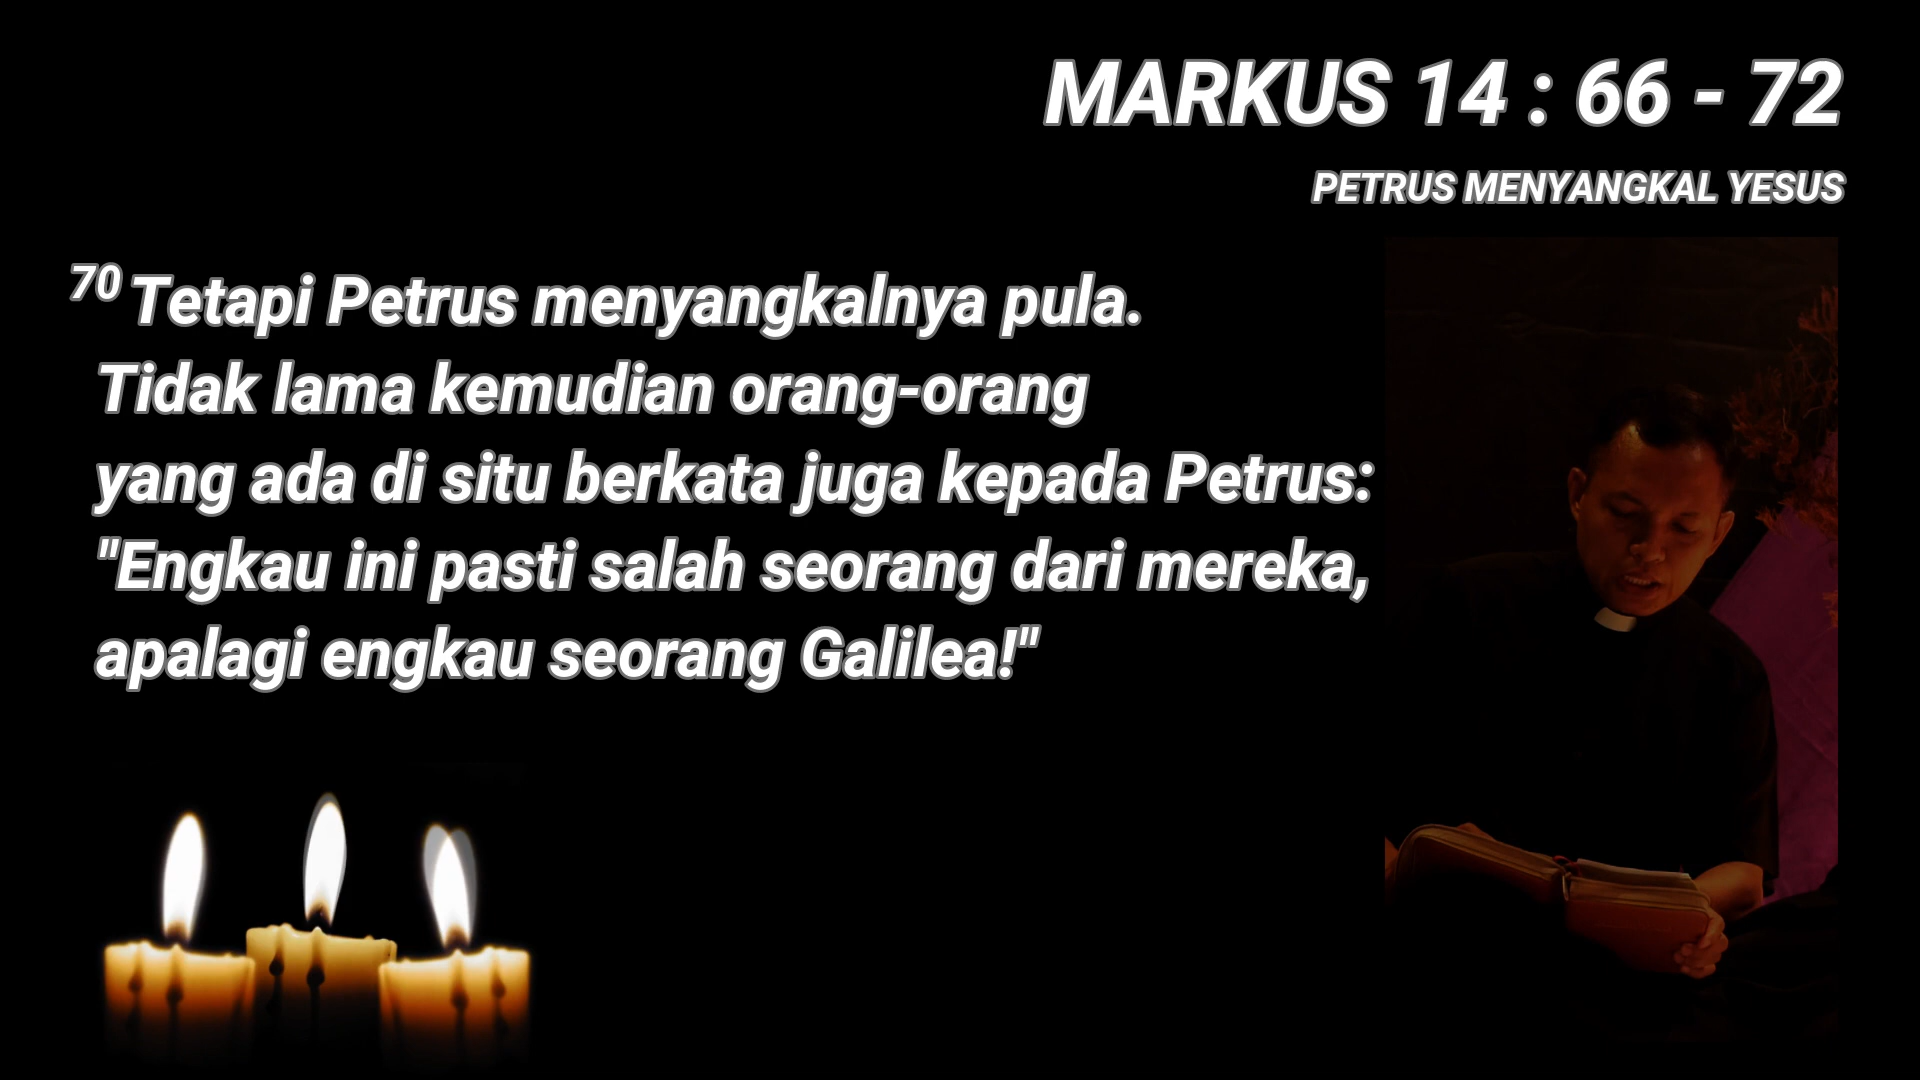 MARKUS 14 : 66 - 72
PETRUS MENYANGKAL YESUS
70 Tetapi Petrus menyangkalnya pula.
Tidak lama kemudian orang-orang
yang ada di situ berkata juga kepada Petrus:
"Engkau ini pasti salah seorang dari mereka,
apalagi engkau seorang Galilea!"